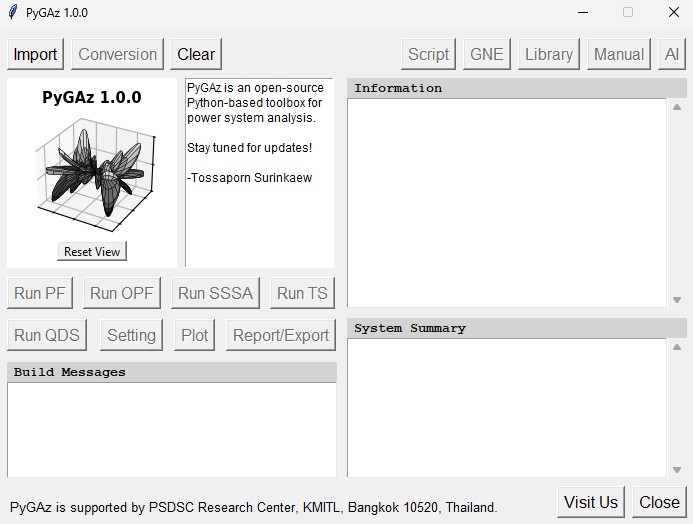 PyGAz 1.0.0
Import Conversion Clear Script GNE Library Manual AI
PyGAz 1.0.0
Reset View
PyGAz is an open-source
Python-based toolbox for
power system analysis.
Stay tuned for updates!
-Tossaporn Surinkaew
Information
Run PF Run OPF Run SSSA Run TS
Run QDS Setting Plot Report/Export
System Summary
Build Messages
PyGAz is supported by PSDSC Research Center, KMITL, Bangkok 10520, Thailand.
Visit Us Close